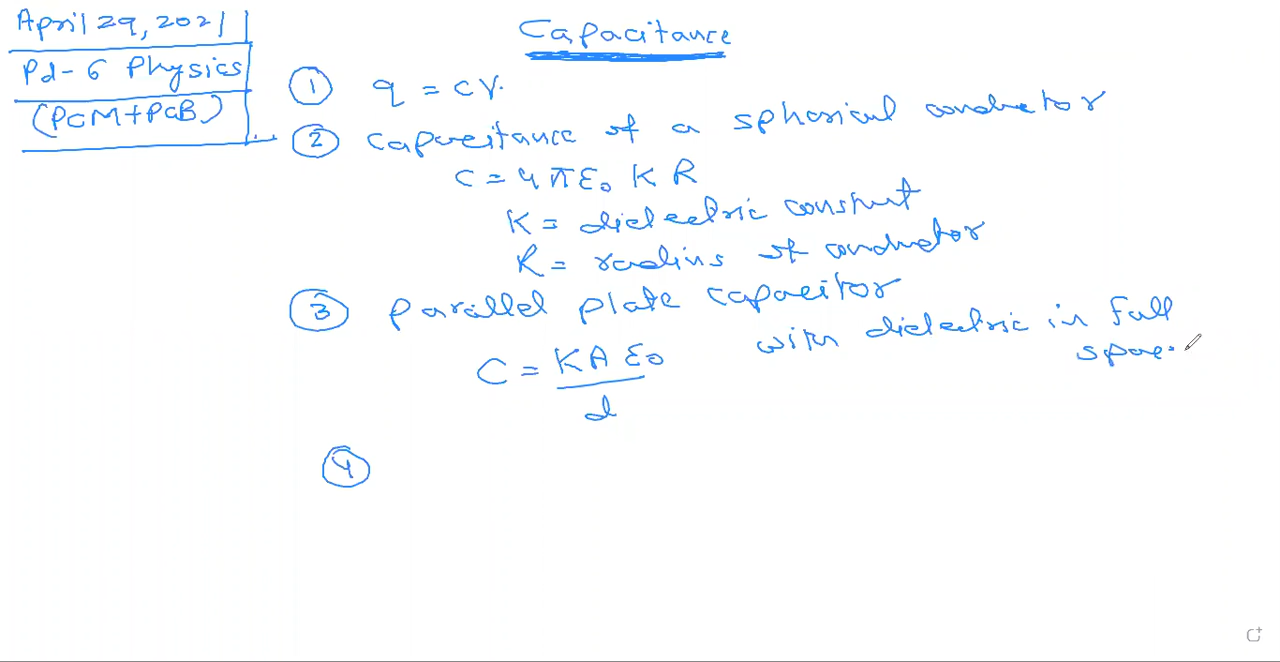 April 29, 2021
Pd-6 Physics
(PCM+PCB)
Capacitance
① q = CV.
② Capacitance of a spherical conductor
C = 4πε₀ K R
K = dielectric constant
R = radius of conductor
③ Parallel plate capacitor
with dielectric in full
space.
C = KAε₀
d
④